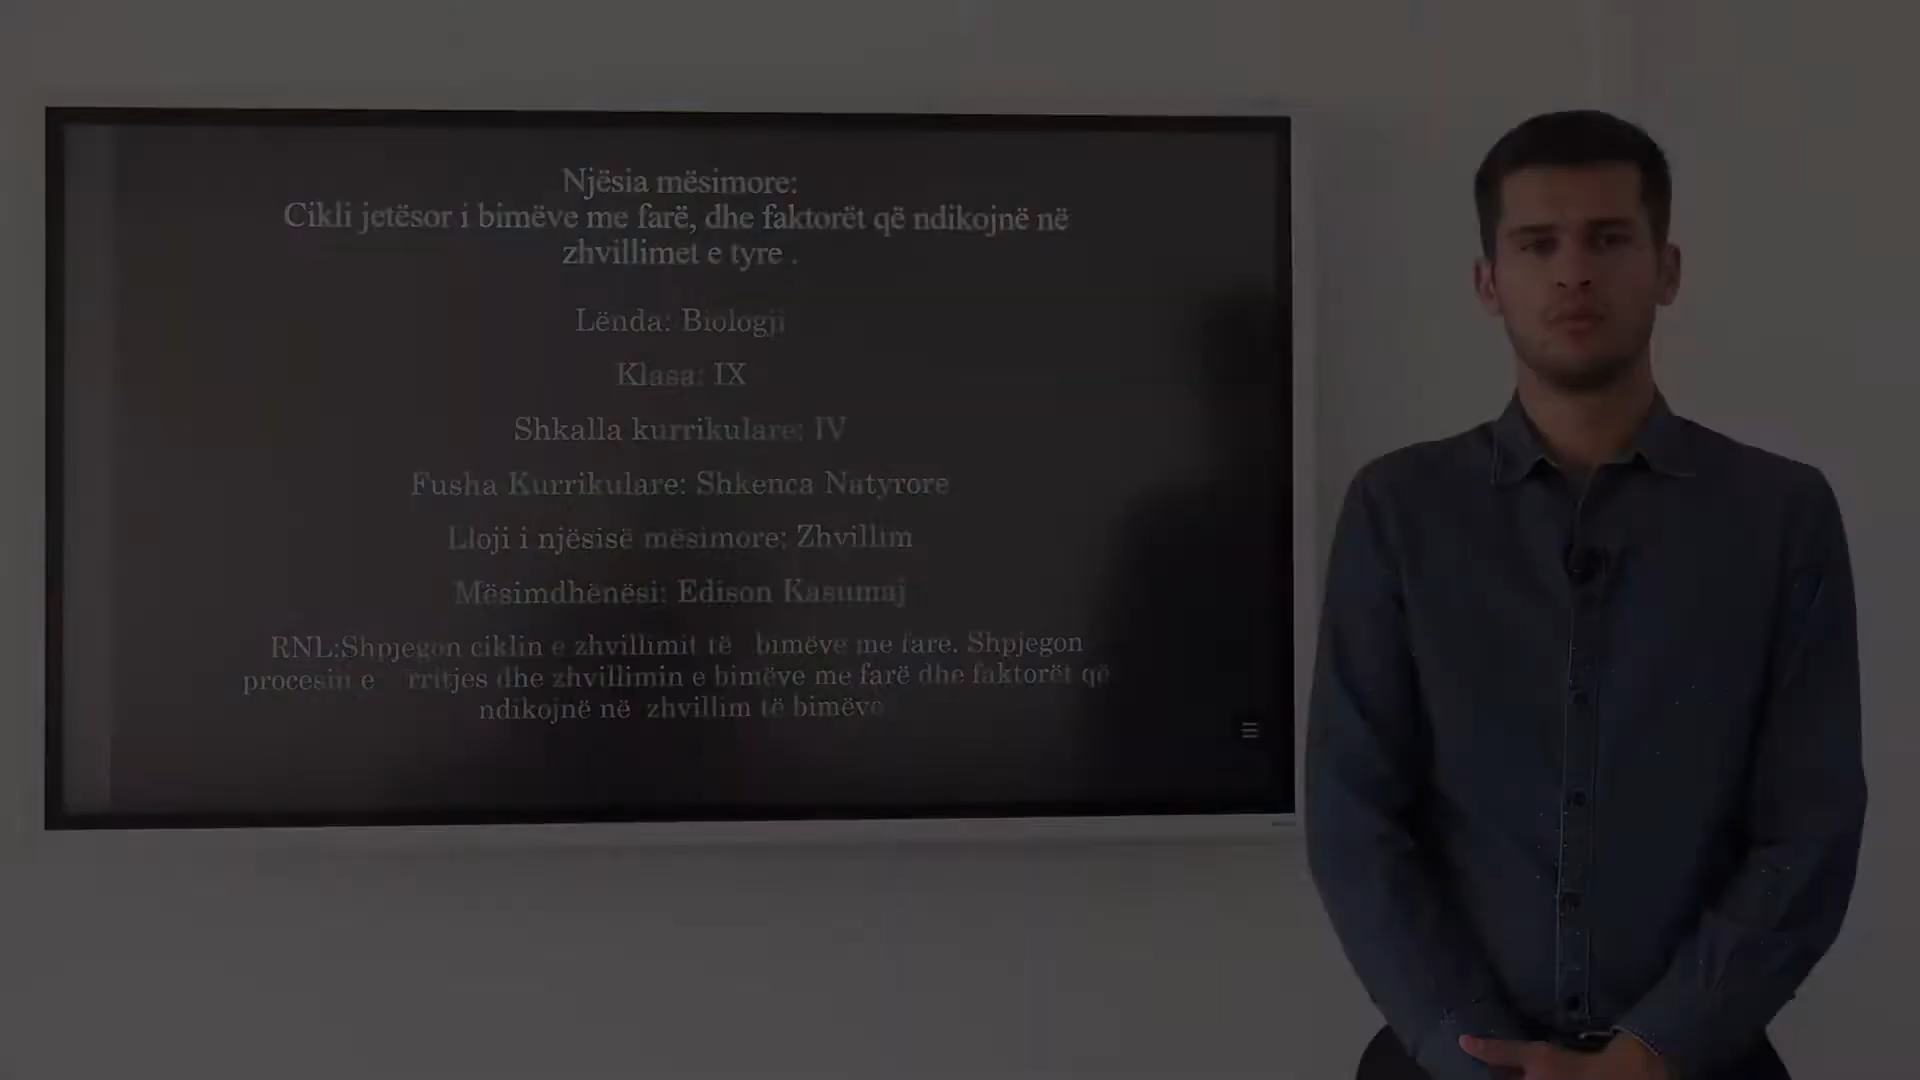 Njësia mësimore:
Cikli jetësor i bimëve me farë, dhe faktorët që ndikojnë në
zhvillimet e tyre .
Lënda: Biologji
Klasa: IX
Shkalla kurrikulare: IV
Fusha Kurrikulare: Shkenca Natyrore
Lloji i njësisë mësimore: Zhvillim
Mësimdhënësi: Edison Kasumaj
RNL:Shpjegon ciklin e zhvillimit të bimëve me fare. Shpjegon
procesin e rritjes dhe zhvillimin e bimëve me farë dhe faktorët që
ndikojnë në zhvillim të bimëve